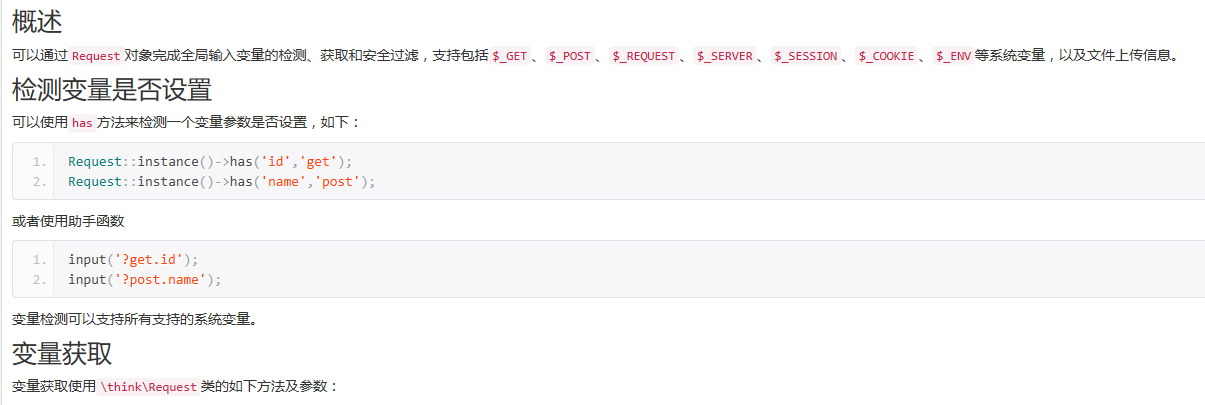 概述
可以通过 Request 对象完成全局输入变量的检测、获取和安全过滤，支持包括 $_GET 、 $_POST 、 $_REQUEST 、 $_SERVER 、 $_SESSION 、 $_COOKIE 、 $_ENV 等系统变量，以及文件上传信息。
检测变量是否设置
可以使用 has 方法来检测一个变量参数是否设置，如下：
1. Request::instance()->has('id','get');
2. Request::instance()->has('name','post');
或者使用助手函数
1. input('?get.id');
2. input('?post.name');
变量检测可以支持所有支持的系统变量。
变量获取
变量获取使用 \think\Request 类的如下方法及参数：